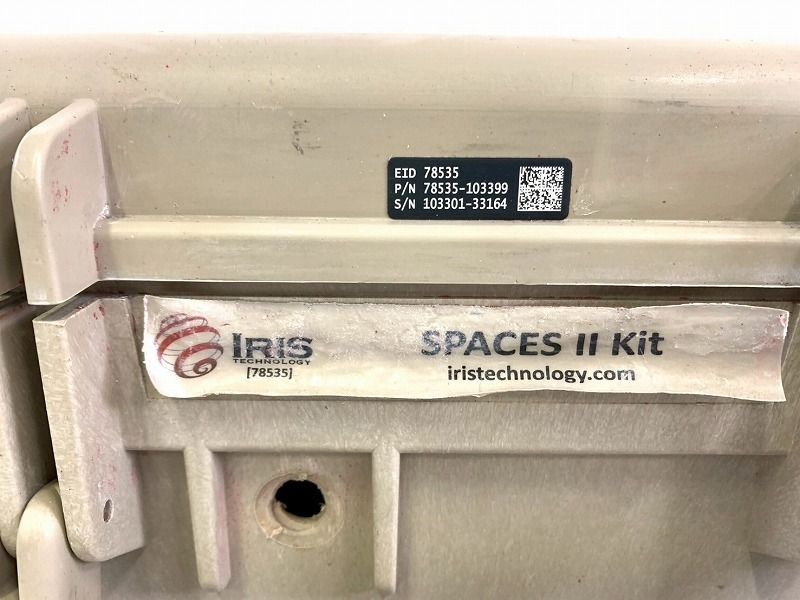 EID 78535
P/N 78535-103399
S/N 103301-33164
IRIS
TECHNOLOGY
[78535]
SPACES II Kit
iristechnology.com